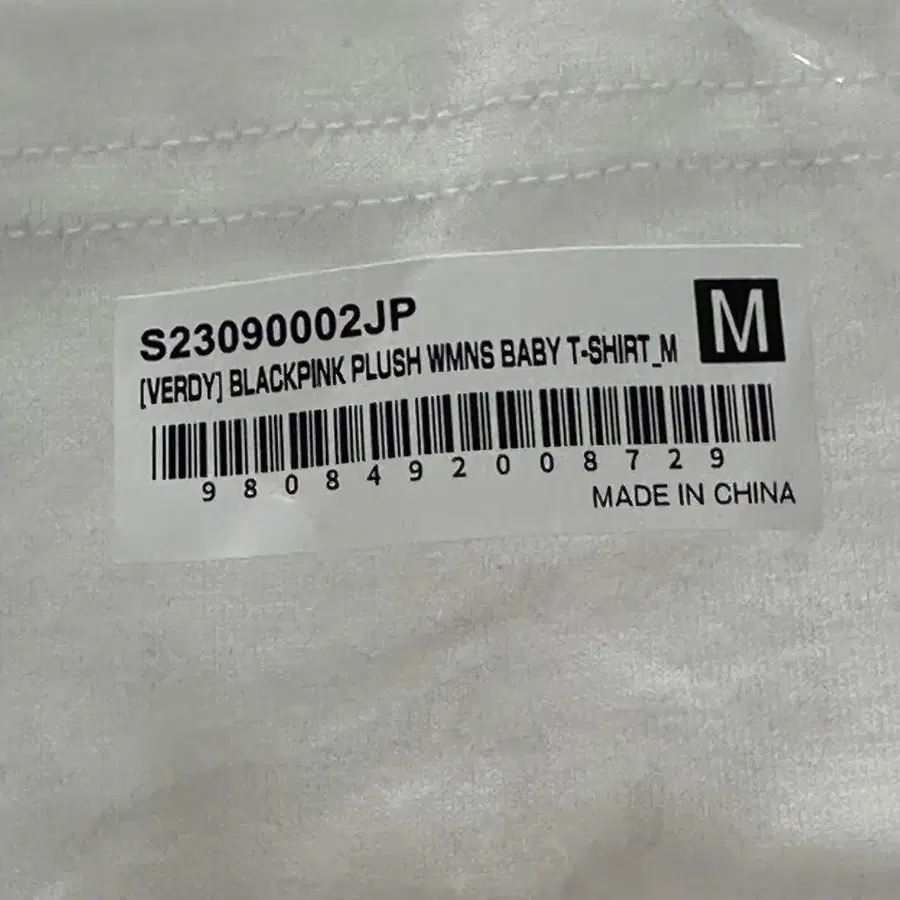 S23090002JP
M
[VERDY] BLACKPINK PLUSH WMNS BABY T-SHIRT_M
9808492008729
MADE IN CHINA